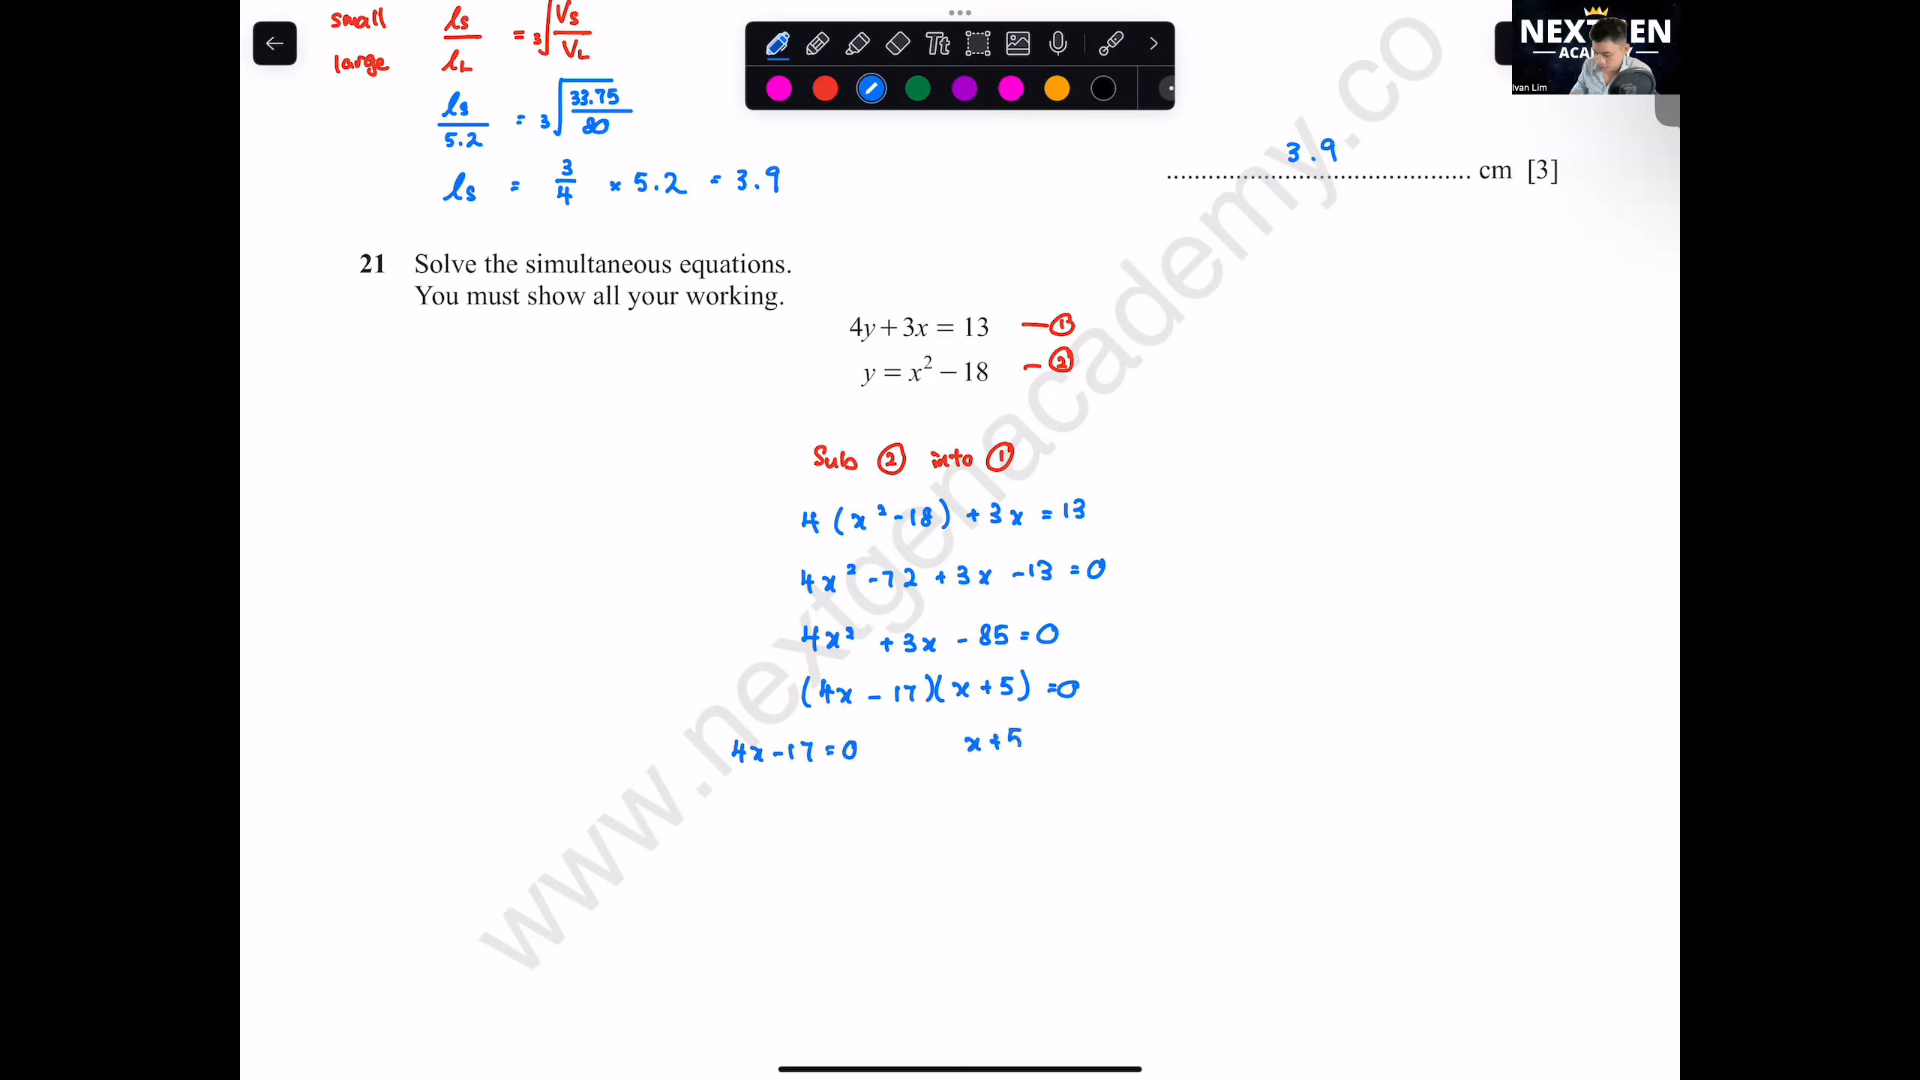 small ls/lL = ³√(Vs/VL)
large
ls/5.2 = ³√(33.75/80)
ls = 3/4 × 5.2 = 3.9
3.9
.......................................... cm [3]
NEXTGEN
ACADEMY
Ivan Lim
Tt
21 Solve the simultaneous equations.
You must show all your working.
4y + 3x = 13 — ①
y = x² − 18 — ②
Sub ② into ①
4(x² - 18) + 3x = 13
4x² - 72 + 3x - 13 = 0
4x² + 3x - 85 = 0
(4x - 17)(x + 5) = 0
4x - 17 = 0 x + 5
www.nextgenacademy.co